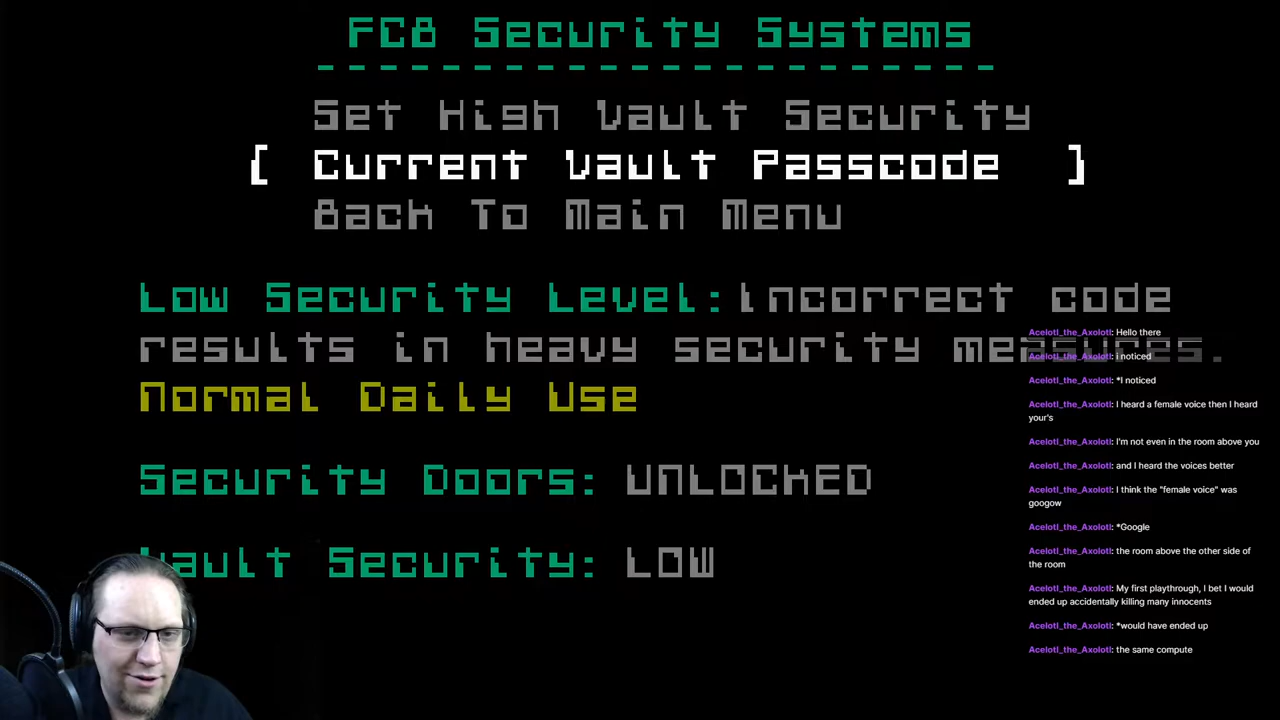 FC8 Security Systems
- - - - - - - - - - - - - - - - - - - - - -
Set High Vault Security
[ Current Vault Passcode ]
Back To Main Menu
Low Security Level: Incorrect code
results in heavy security measures.
Normal Daily Use
Security Doors: UNLOCKED
Vault Security: LOW
Acelotl_the_Axolotl: Hello there
Acelotl_the_Axolotl: i noticed
Acelotl_the_Axolotl: *I noticed
Acelotl_the_Axolotl: I heard a female voice then I heard
your's
Acelotl_the_Axolotl: I'm not even in the room above you
Acelotl_the_Axolotl: and I heard the voices better
Acelotl_the_Axolotl: I think the "female voice" was
googow
Acelotl_the_Axolotl: *Google
Acelotl_the_Axolotl: the room above the other side of
the room
Acelotl_the_Axolotl: My first playthrough, I bet I would
ended up accidentally killing many innocents
Acelotl_the_Axolotl: *would have ended up
Acelotl_the_Axolotl: the same compute